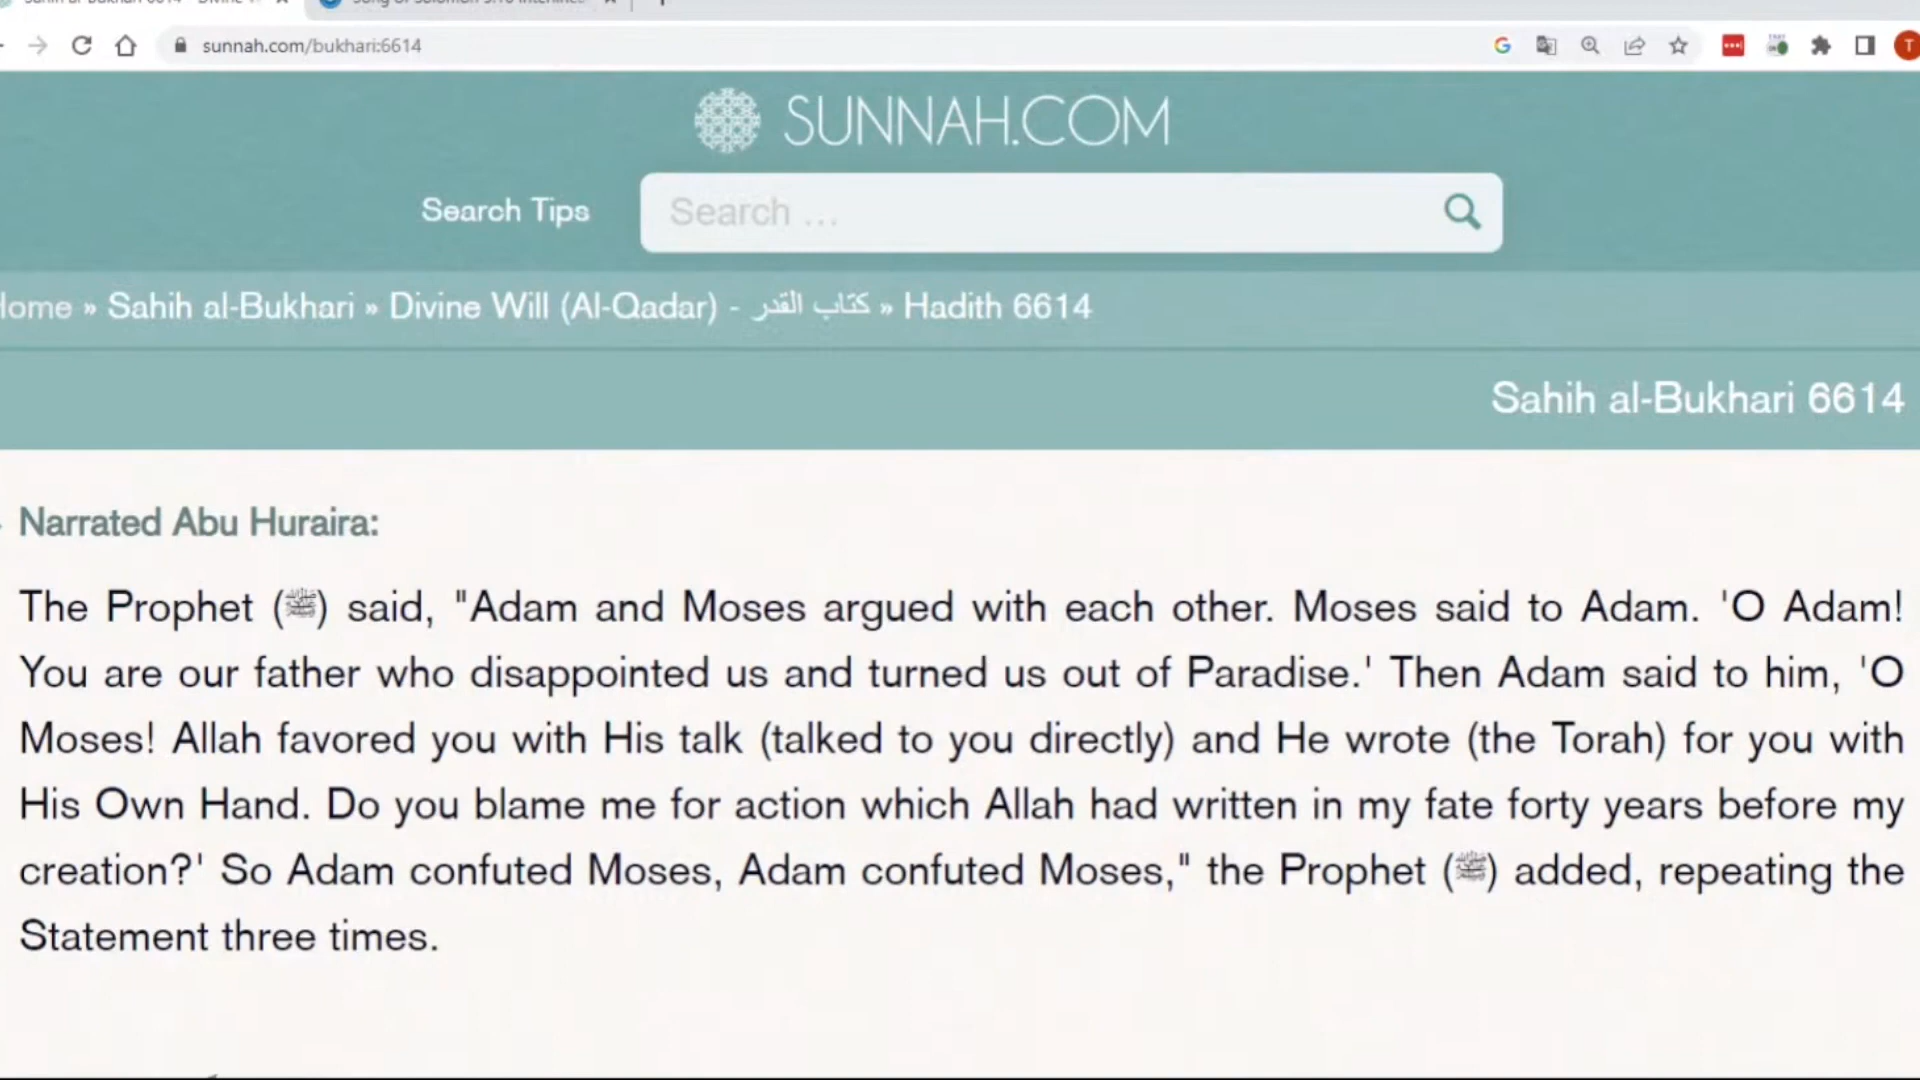 sunnah.com/bukhari:6614
SUNNAH.COM
Search Tips
Search ...
Home » Sahih al-Bukhari » Divine Will (Al-Qadar) - كتاب القدر » Hadith 6614
Sahih al-Bukhari 6614
Narrated Abu Huraira:
The Prophet (ﷺ) said, "Adam and Moses argued with each other. Moses said to Adam. 'O Adam!
You are our father who disappointed us and turned us out of Paradise.' Then Adam said to him, 'O
Moses! Allah favored you with His talk (talked to you directly) and He wrote (the Torah) for you with
His Own Hand. Do you blame me for action which Allah had written in my fate forty years before my
creation?' So Adam confuted Moses, Adam confuted Moses," the Prophet (ﷺ) added, repeating the
Statement three times.